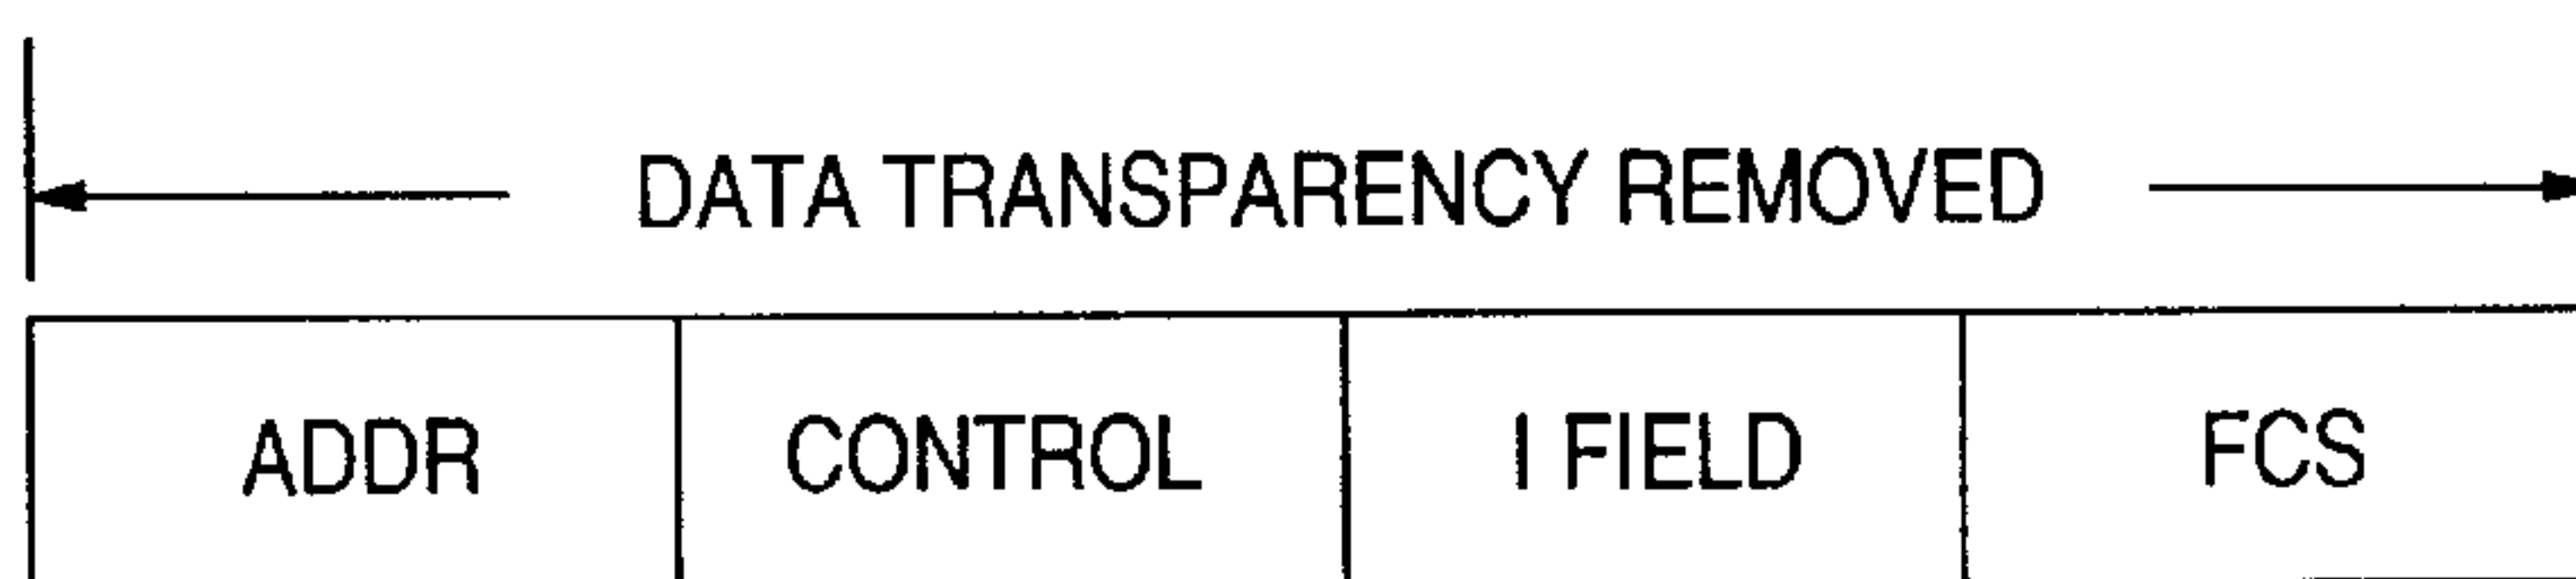 DATA TRANSPARENCY REMOVED
ADDR CONTROL I FIELD FCS